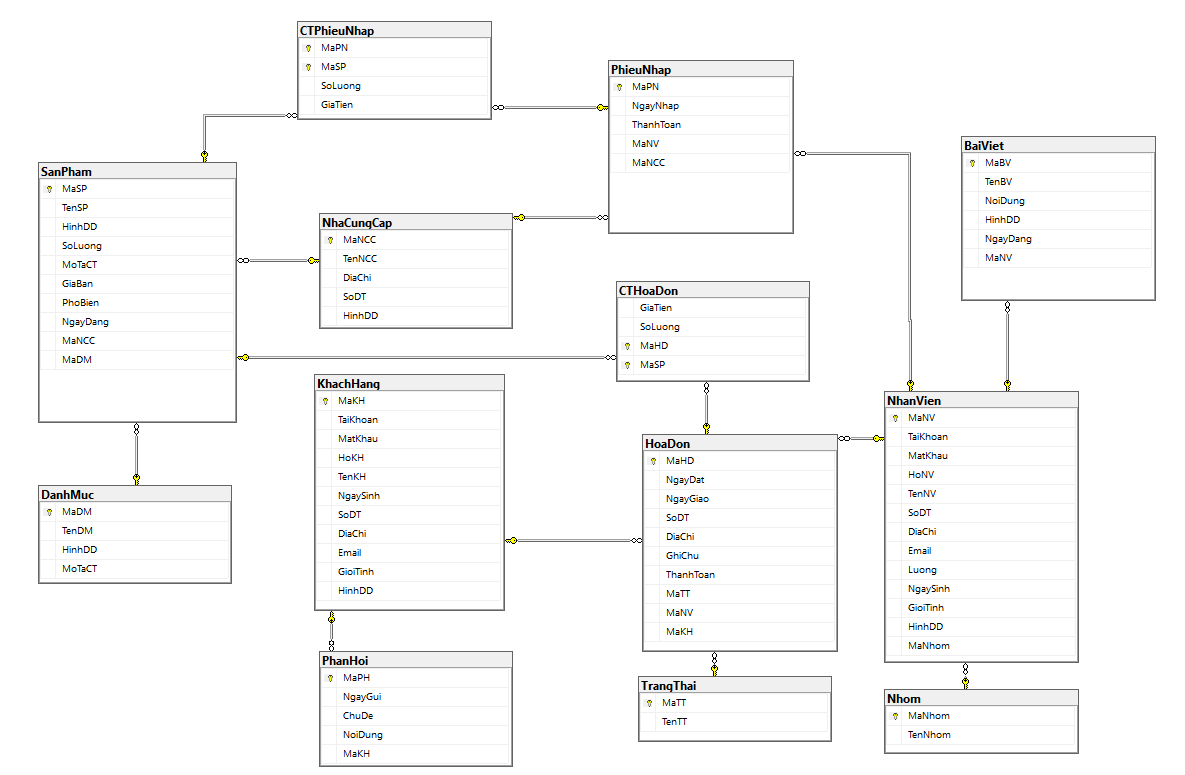 CTPhieuNhap
MaPN
MaSP
SoLuong
GiaTien
PhieuNhap
MaPN
NgayNhap
ThanhToan
MaNV
MaNCC
BaiViet
MaBV
TenBV
NoiDung
HinhDD
NgayDang
MaNV
SanPham
MaSP
TenSP
HinhDD
SoLuong
MoTaCT
GiaBan
PhoBien
NgayDang
MaNCC
MaDM
NhaCungCap
MaNCC
TenNCC
DiaChi
SoDT
HinhDD
CTHoaDon
GiaTien
SoLuong
MaHD
MaSP
KhachHang
MaKH
TaiKhoan
MatKhau
HoKH
TenKH
NgaySinh
SoDT
DiaChi
Email
GioiTinh
HinhDD
HoaDon
MaHD
NgayDat
NgayGiao
SoDT
DiaChi
GhiChu
ThanhToan
MaTT
MaNV
MaKH
NhanVien
MaNV
TaiKhoan
MatKhau
HoNV
TenNV
SoDT
DiaChi
Email
Luong
NgaySinh
GioiTinh
HinhDD
MaNhom
DanhMuc
MaDM
TenDM
HinhDD
MoTaCT
PhanHoi
MaPH
NgayGui
ChuDe
NoiDung
MaKH
TrangThai
MaTT
TenTT
Nhom
MaNhom
TenNhom